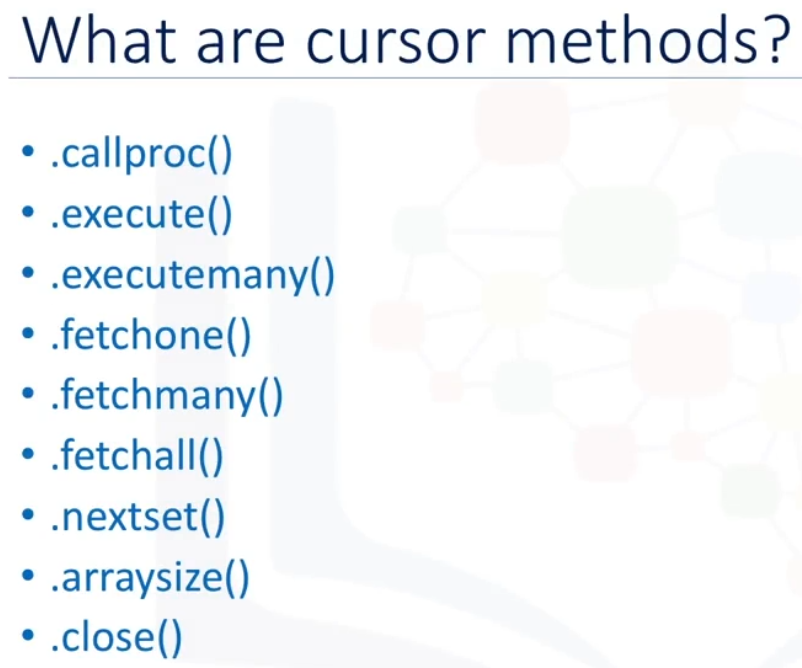 What are cursor methods?
• .callproc()
• .execute()
• .executemany()
• .fetchone()
• .fetchmany()
• .fetchall()
• .nextset()
• .arraysize()
• .close()